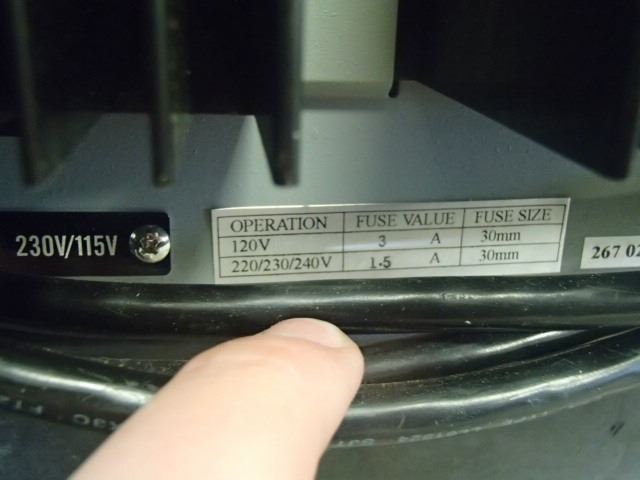 230V/115V
OPERATION FUSE VALUE FUSE SIZE
120V 3 A 30mm
220/230/240V 1.5 A 30mm
267 02